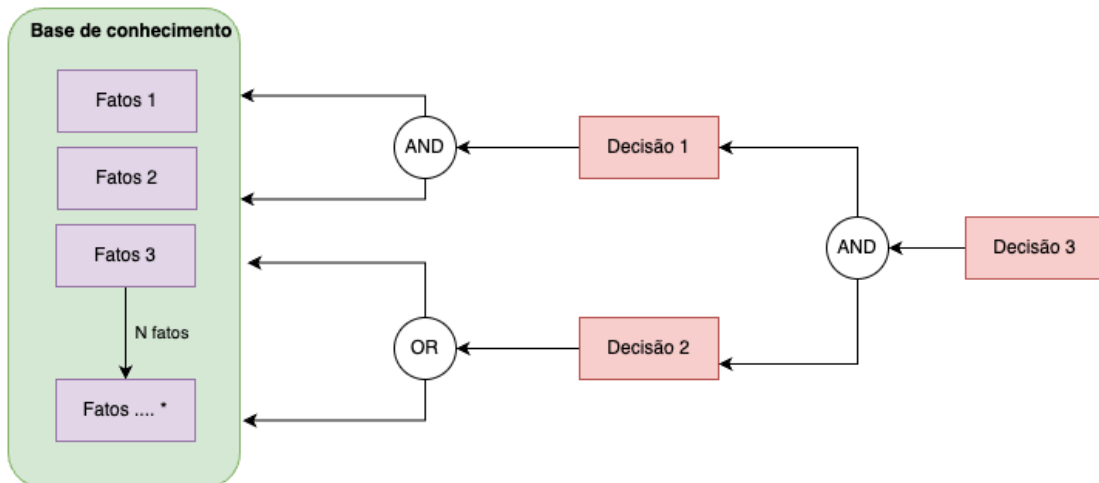 Base de conhecimento
Fatos 1
Fatos 2
Fatos 3
N fatos
Fatos .... *
AND
OR
Decisão 1
Decisão 2
AND
Decisão 3